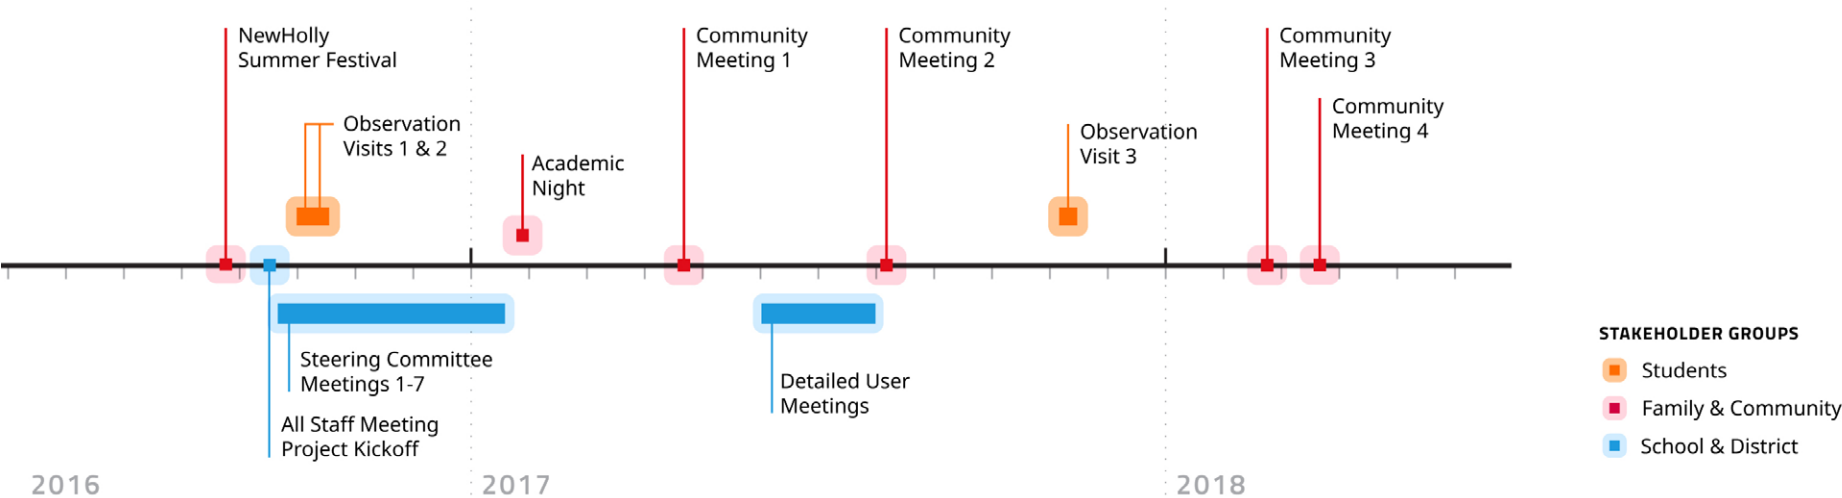 NewHolly
Summer Festival
Community
Meeting 1
Community
Meeting 2
Community
Meeting 3
Community
Meeting 4
Observation
Visits 1 & 2
Academic
Night
Observation
Visit 3
Steering Committee
Meetings 1-7
All Staff Meeting
Project Kickoff
Detailed User
Meetings
2016
2017
2018
STAKEHOLDER GROUPS
Students
Family & Community
School & District